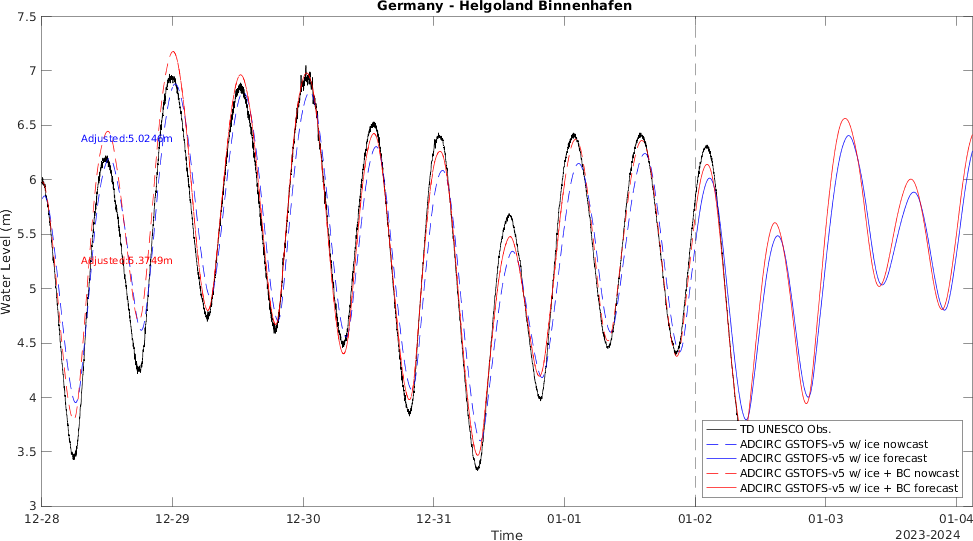 Germany - Helgoland Binnenhafen
7.5
7
6.5
6
5.5
5
4.5
4
3.5
3
Water Level (m)
Adjusted:5.0246m
Adjusted:5.3749m
TD UNESCO Obs.
ADCIRC GSTOFS-v5 w/ ice nowcast
ADCIRC GSTOFS-v5 w/ ice forecast
ADCIRC GSTOFS-v5 w/ ice + BC nowcast
ADCIRC GSTOFS-v5 w/ ice + BC forecast
12-28 12-29 12-30 12-31 01-01 01-02 01-03 01-04
Time
2023-2024